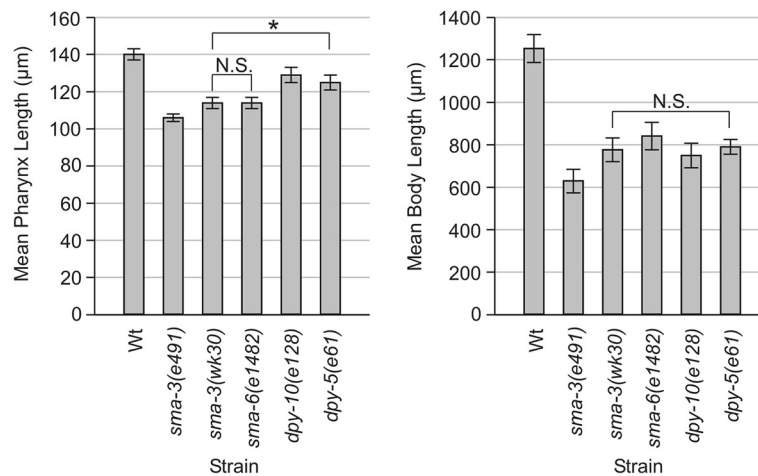 160
140
120
100
80
60
40
20
0
Mean Pharynx Length (μm)
*
N.S.
Wt
sma-3(e491)
sma-3(wk30)
sma-6(e1482)
dpy-10(e128)
dpy-5(e61)
Strain
1400
1200
1000
800
600
400
200
0
Mean Body Length (μm)
N.S.
Wt
sma-3(e491)
sma-3(wk30)
sma-6(e1482)
dpy-10(e128)
dpy-5(e61)
Strain